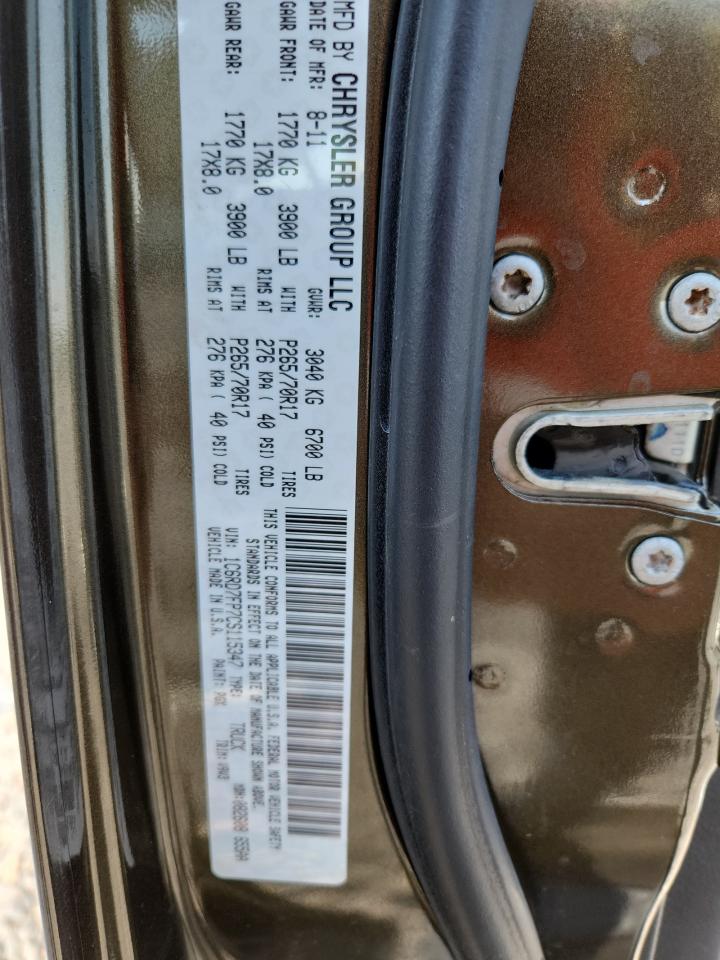 MFD BY CHRYSLER GROUP LLC
DATE OF MFR: 8-11 GVWR: 3040 KG 6700 LB
GAWR FRONT: 1770 KG 3900 LB WITH P265/70R17 TIRES
17X8.0 RIMS AT 276 KPA ( 40 PSI) COLD
GAWR REAR: 1770 KG 3900 LB WITH P265/70R17 TIRES
17X8.0 RIMS AT 276 KPA ( 40 PSI) COLD
THIS VEHICLE CONFORMS TO ALL APPLICABLE U.S.A. FEDERAL MOTOR VEHICLE SAFETY
STANDARDS IN EFFECT ON THE DATE OF MANUFACTURE SHOWN ABOVE.
VIN: 1C6RD7FP7CS115347 TYPE: TRUCK
VEHICLE MADE IN U.S.A. PAINT: PGX TRIM: